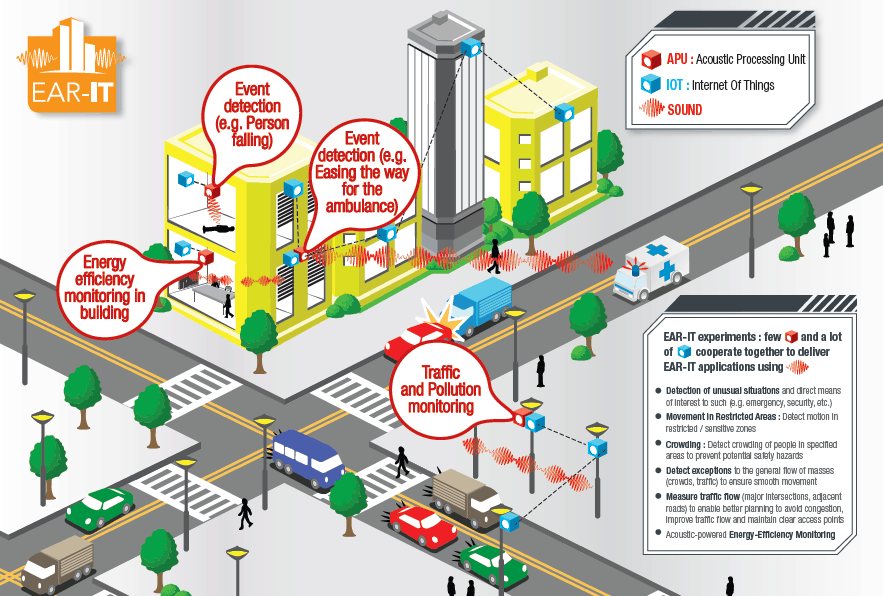 EAR-IT
Event
detection
(e.g. Person
falling)
Event
detection (e.g.
Easing the way
for the
ambulance)
Energy
efficiency
monitoring in
building
Traffic
and Pollution
monitoring
APU : Acoustic Processing Unit
IOT : Internet Of Things
SOUND
EAR-IT experiments : few and a lot
of cooperate together to deliver
EAR-IT applications using
● Detection of unusual situations and direct means
of interest to such (e.g. emergency, security, etc.)
● Movement in Restricted Areas : Detect motion in
restricted / sensitive zones
● Crowding : Detect crowding of people in specified
areas to prevent potential safety hazards
● Detect exceptions to the general flow of masses
(crowds, traffic) to ensure smooth movement
● Measure traffic flow (major intersections, adjacent
roads) to enable better planning to avoid congestion,
improve traffic flow and maintain clear access points
● Acoustic-powered Energy-Efficiency Monitoring